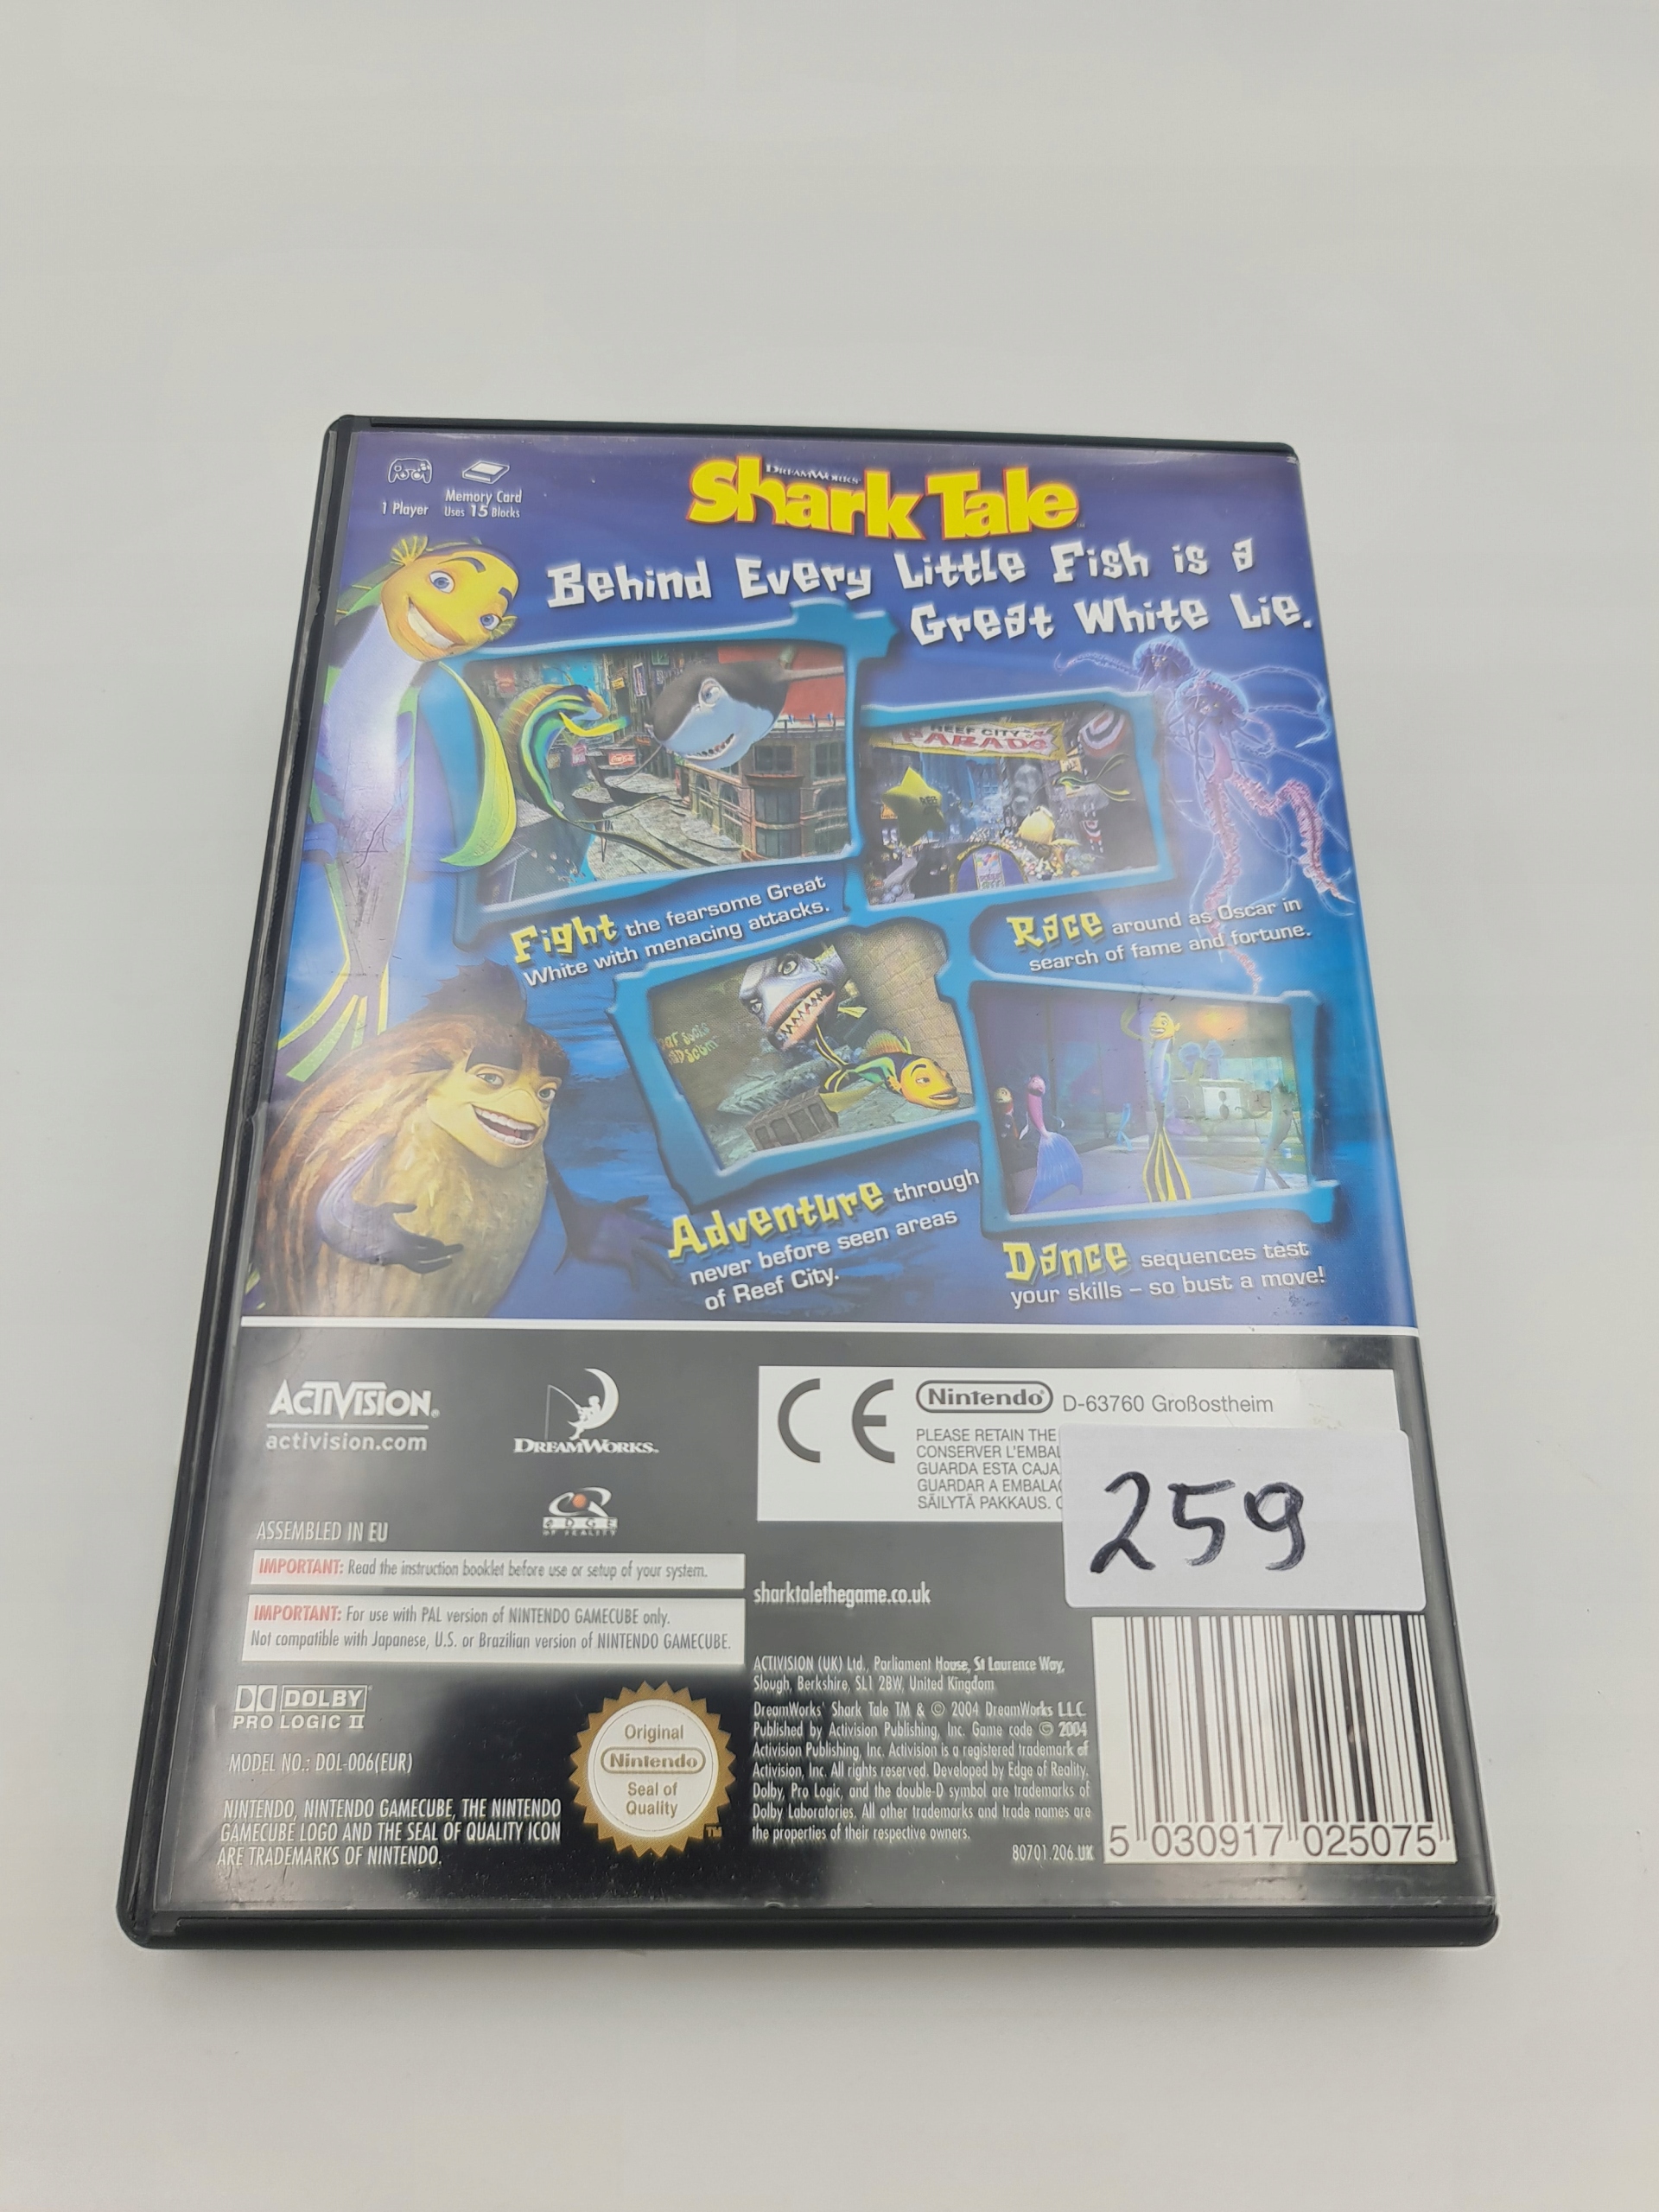 1 Player
Memory Card
Uses 15 Blocks
DREAMWORKS
Shark Tale
Behind Every Little Fish is a
Great White Lie.
REEF CITY
PARADE
Fight the fearsome Great
White with menacing attacks.
Race around as Oscar in
search of fame and fortune.
Adventure through
never before seen areas
of Reef City.
Dance sequences test
your skills – so bust a move!
ACTIVISION®
activision.com
DREAMWORKS
EDGE
OF REALITY
CE
Nintendo® D-63760 Großostheim
PLEASE RETAIN THE
CONSERVER L'EMBAL
GUARDA ESTA CAJA
GUARDAR A EMBALA
SÄILYTÄ PAKKAUS.
259
ASSEMBLED IN EU
IMPORTANT: Read the instruction booklet before use or setup of your system.
IMPORTANT: For use with PAL version of NINTENDO GAMECUBE only.
Not compatible with Japanese, U.S. or Brazilian version of NINTENDO GAMECUBE.
DOLBY
PRO LOGIC II
MODEL NO.: DOL-006(EUR)
NINTENDO, NINTENDO GAMECUBE, THE NINTENDO
GAMECUBE LOGO AND THE SEAL OF QUALITY ICON
ARE TRADEMARKS OF NINTENDO.
Original
Nintendo
Seal of
Quality
TM
sharktalethegame.co.uk
ACTIVISION (UK) Ltd., Parliament House, St Laurence Way,
Slough, Berkshire, SL1 2BW, United Kingdom
DreamWorks' Shark Tale TM & © 2004 DreamWorks L.L.C.
Published by Activision Publishing, Inc. Game code © 2004
Activision Publishing, Inc. Activision is a registered trademark of
Activision, Inc. All rights reserved. Developed by Edge of Reality.
Dolby, Pro Logic, and the double-D symbol are trademarks of
Dolby Laboratories. All other trademarks and trade names are
the properties of their respective owners.
80701.206.UK
5 030917 025075